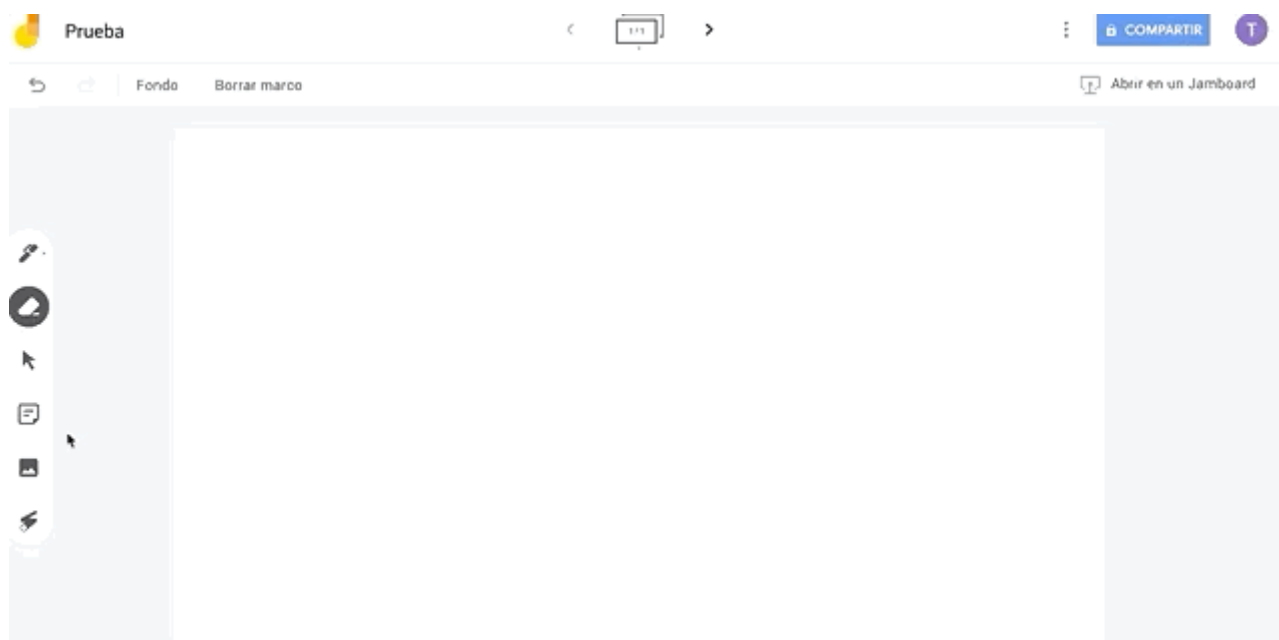 Prueba
1/1
COMPARTIR
T
Fondo
Borrar marco
Abrir en un Jamboard